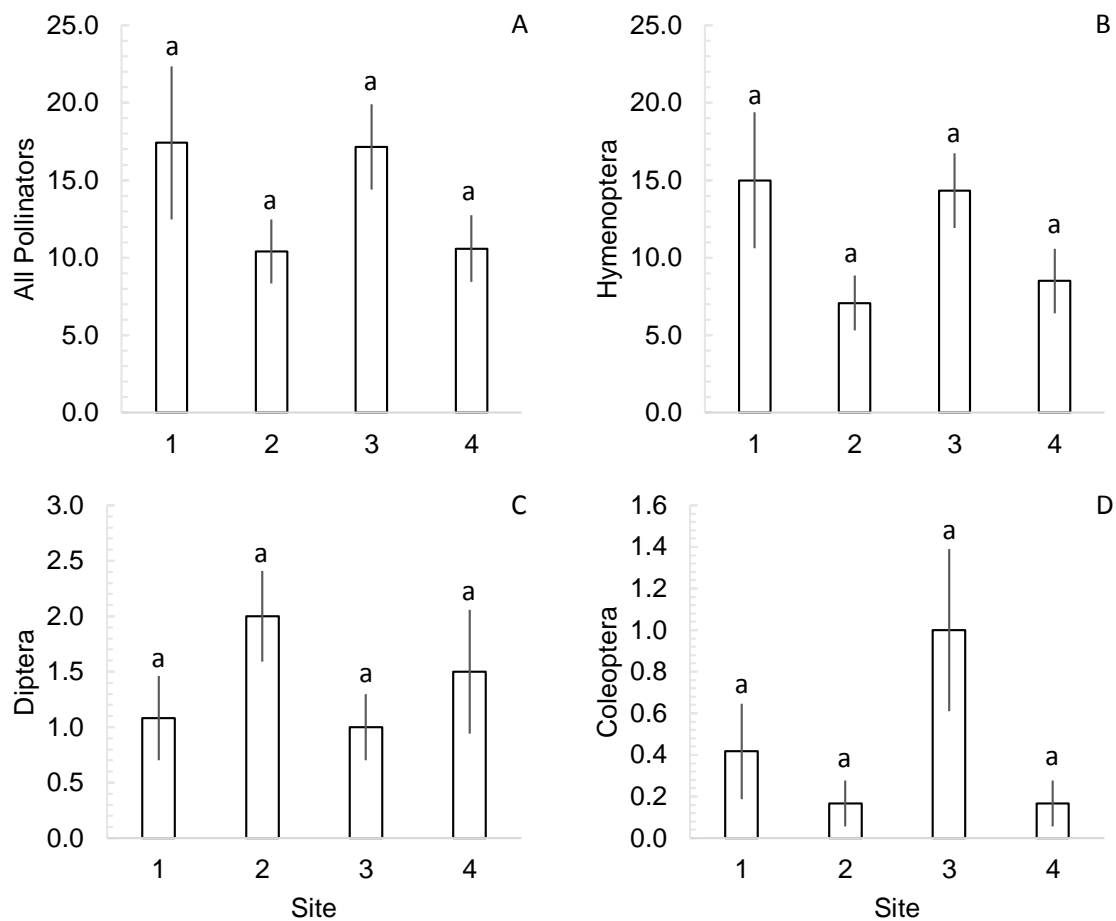 A
25.0
20.0
15.0
10.0
5.0
0.0
All Pollinators
a
a
a
a
1 2 3 4
B
25.0
20.0
15.0
10.0
5.0
0.0
Hymenoptera
a
a
a
a
1 2 3 4
C
3.0
2.5
2.0
1.5
1.0
0.5
0.0
Diptera
a
a
a
a
1 2 3 4
Site
D
1.6
1.4
1.2
1.0
0.8
0.6
0.4
0.2
0.0
Coleoptera
a
a
a
a
1 2 3 4
Site